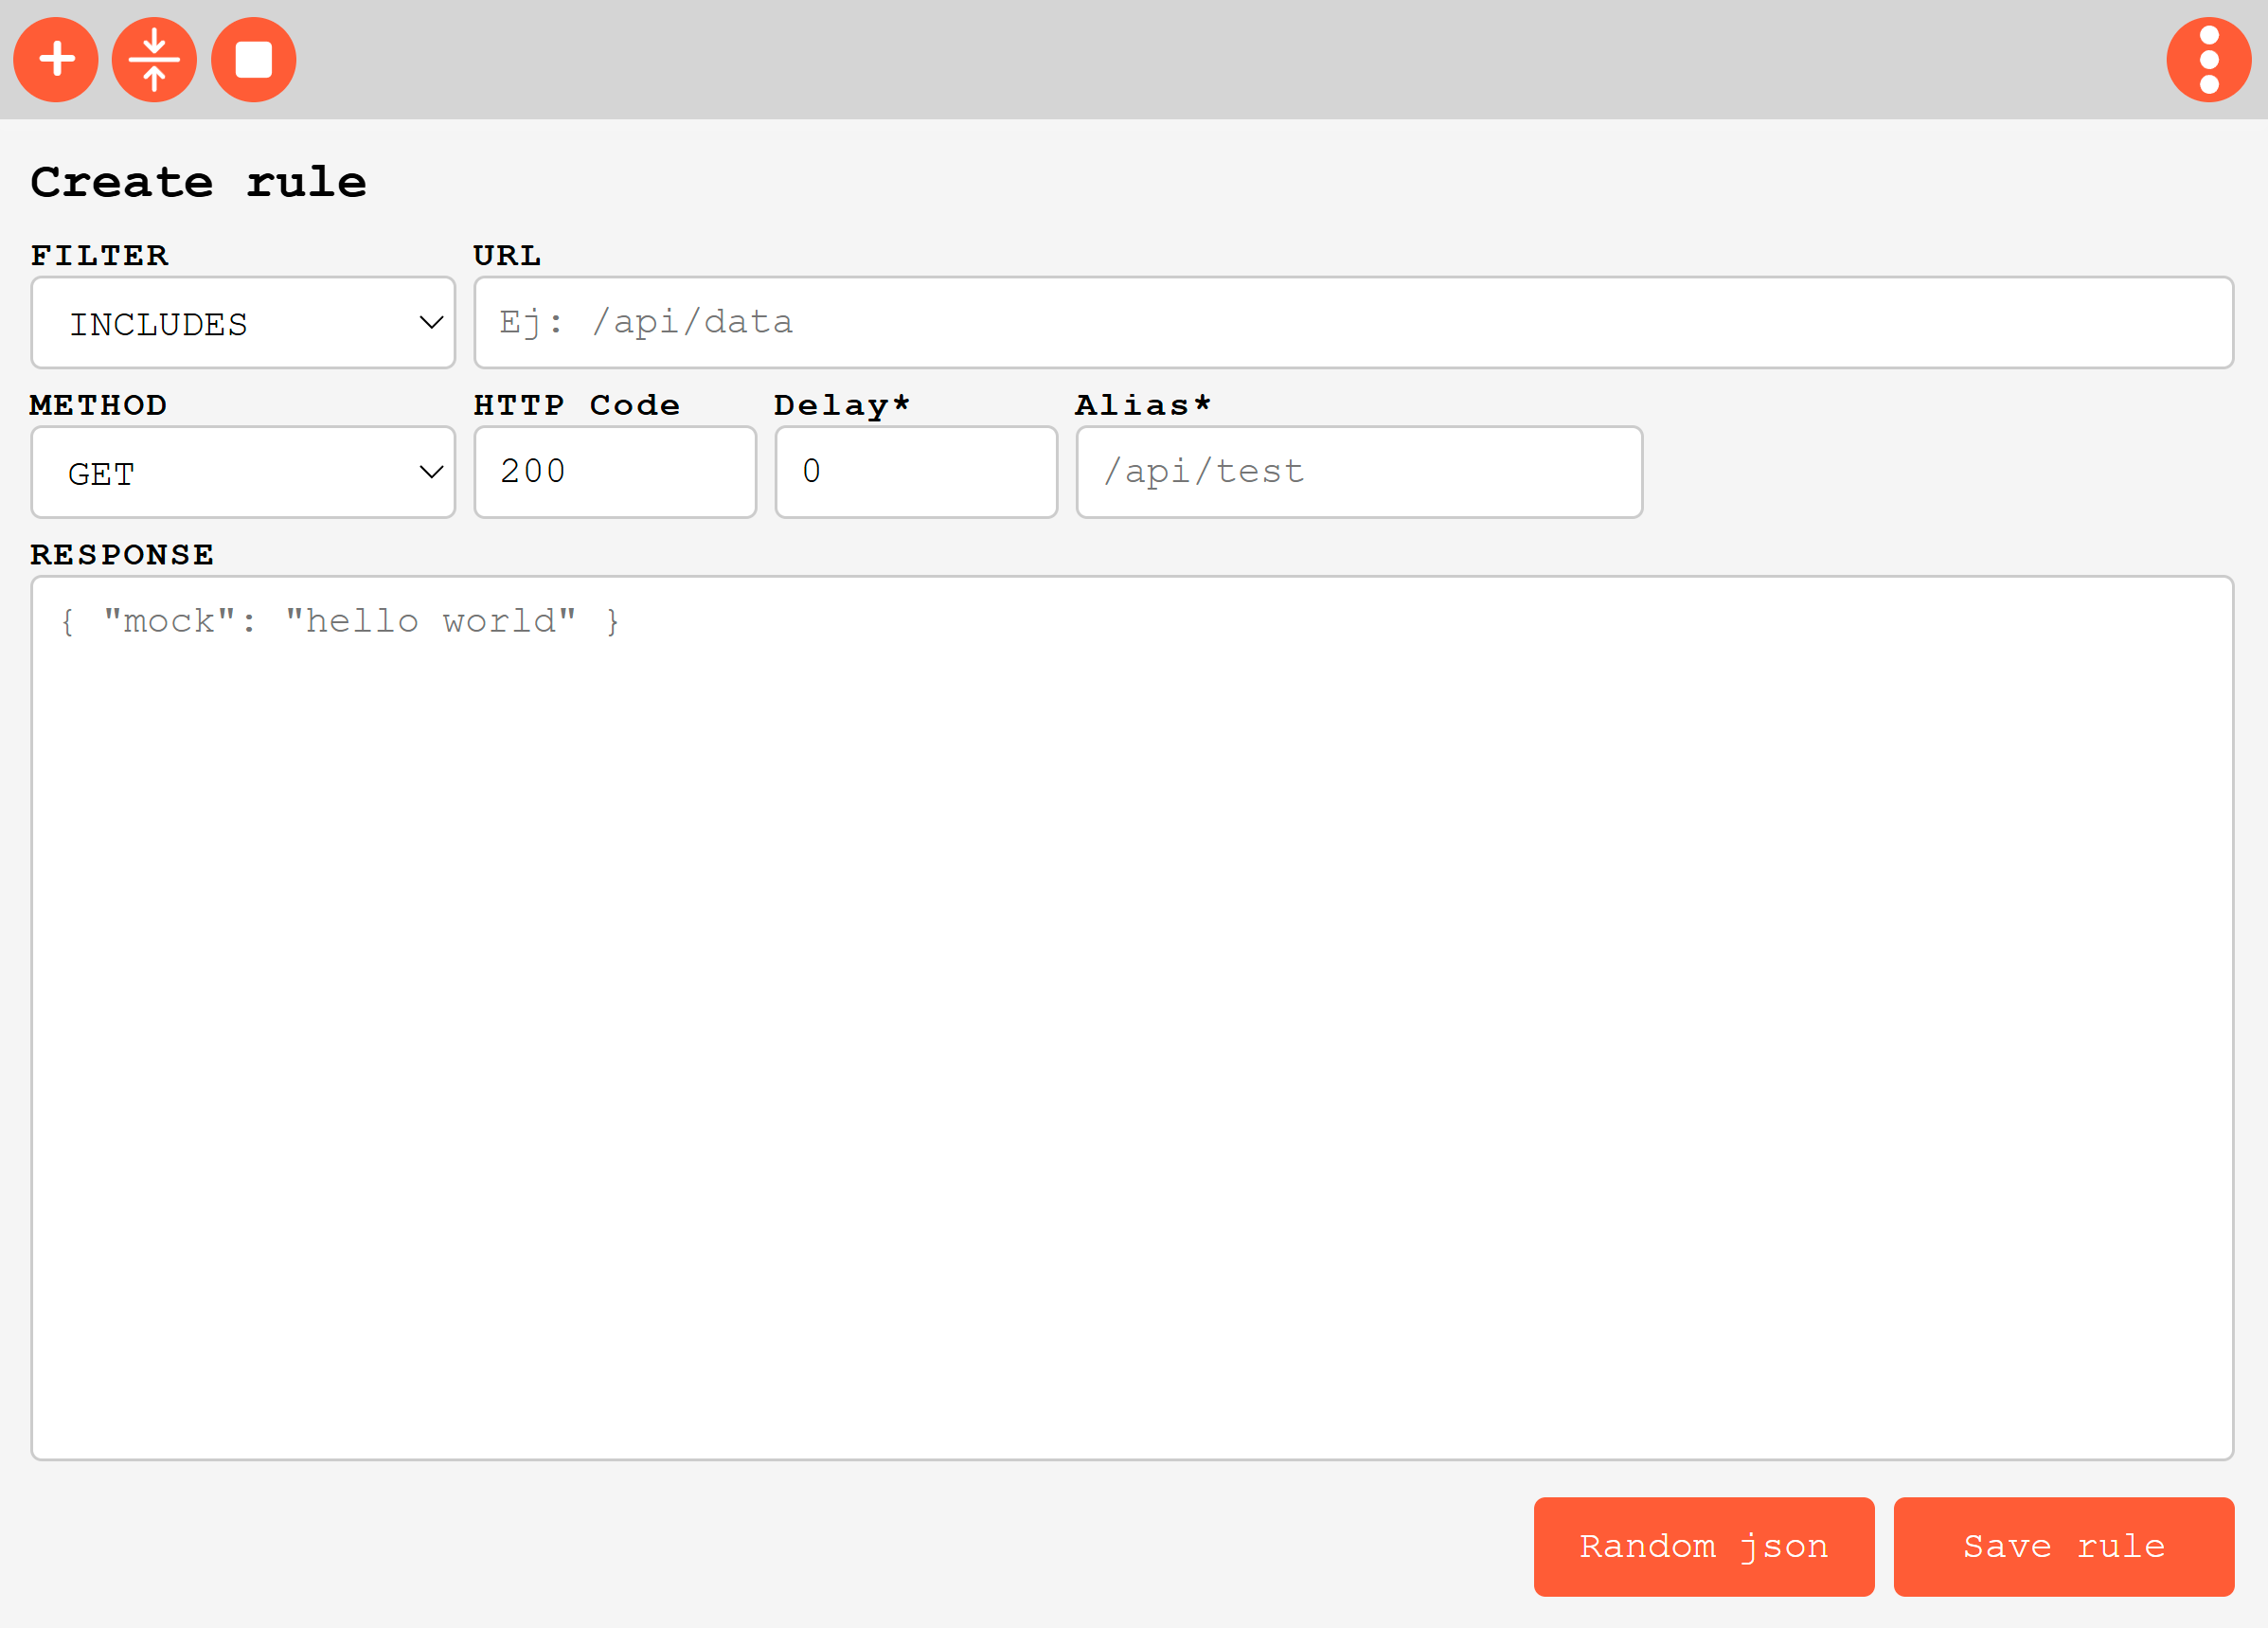 Create rule
FILTER URL
INCLUDES Ej: /api/data
METHOD HTTP Code Delay* Alias*
GET 200 0 /api/test
RESPONSE
{ "mock": "hello world" }
Random json Save rule